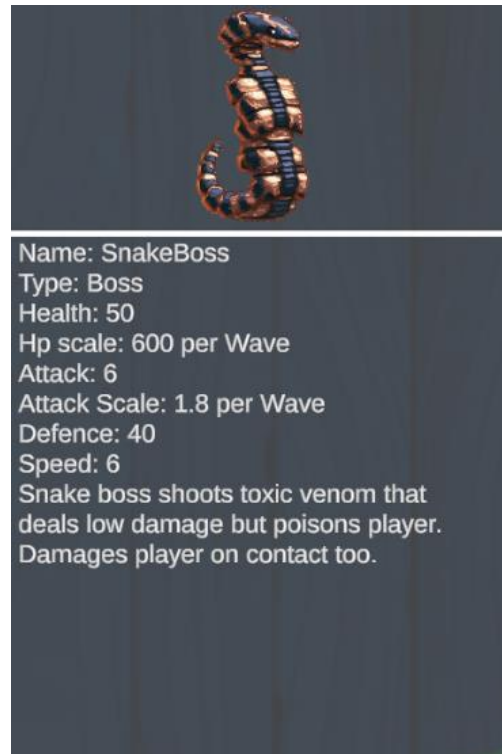 Name: SnakeBoss
Type: Boss
Health: 50
Hp scale: 600 per Wave
Attack: 6
Attack Scale: 1.8 per Wave
Defence: 40
Speed: 6
Snake boss shoots toxic venom that
deals low damage but poisons player.
Damages player on contact too.